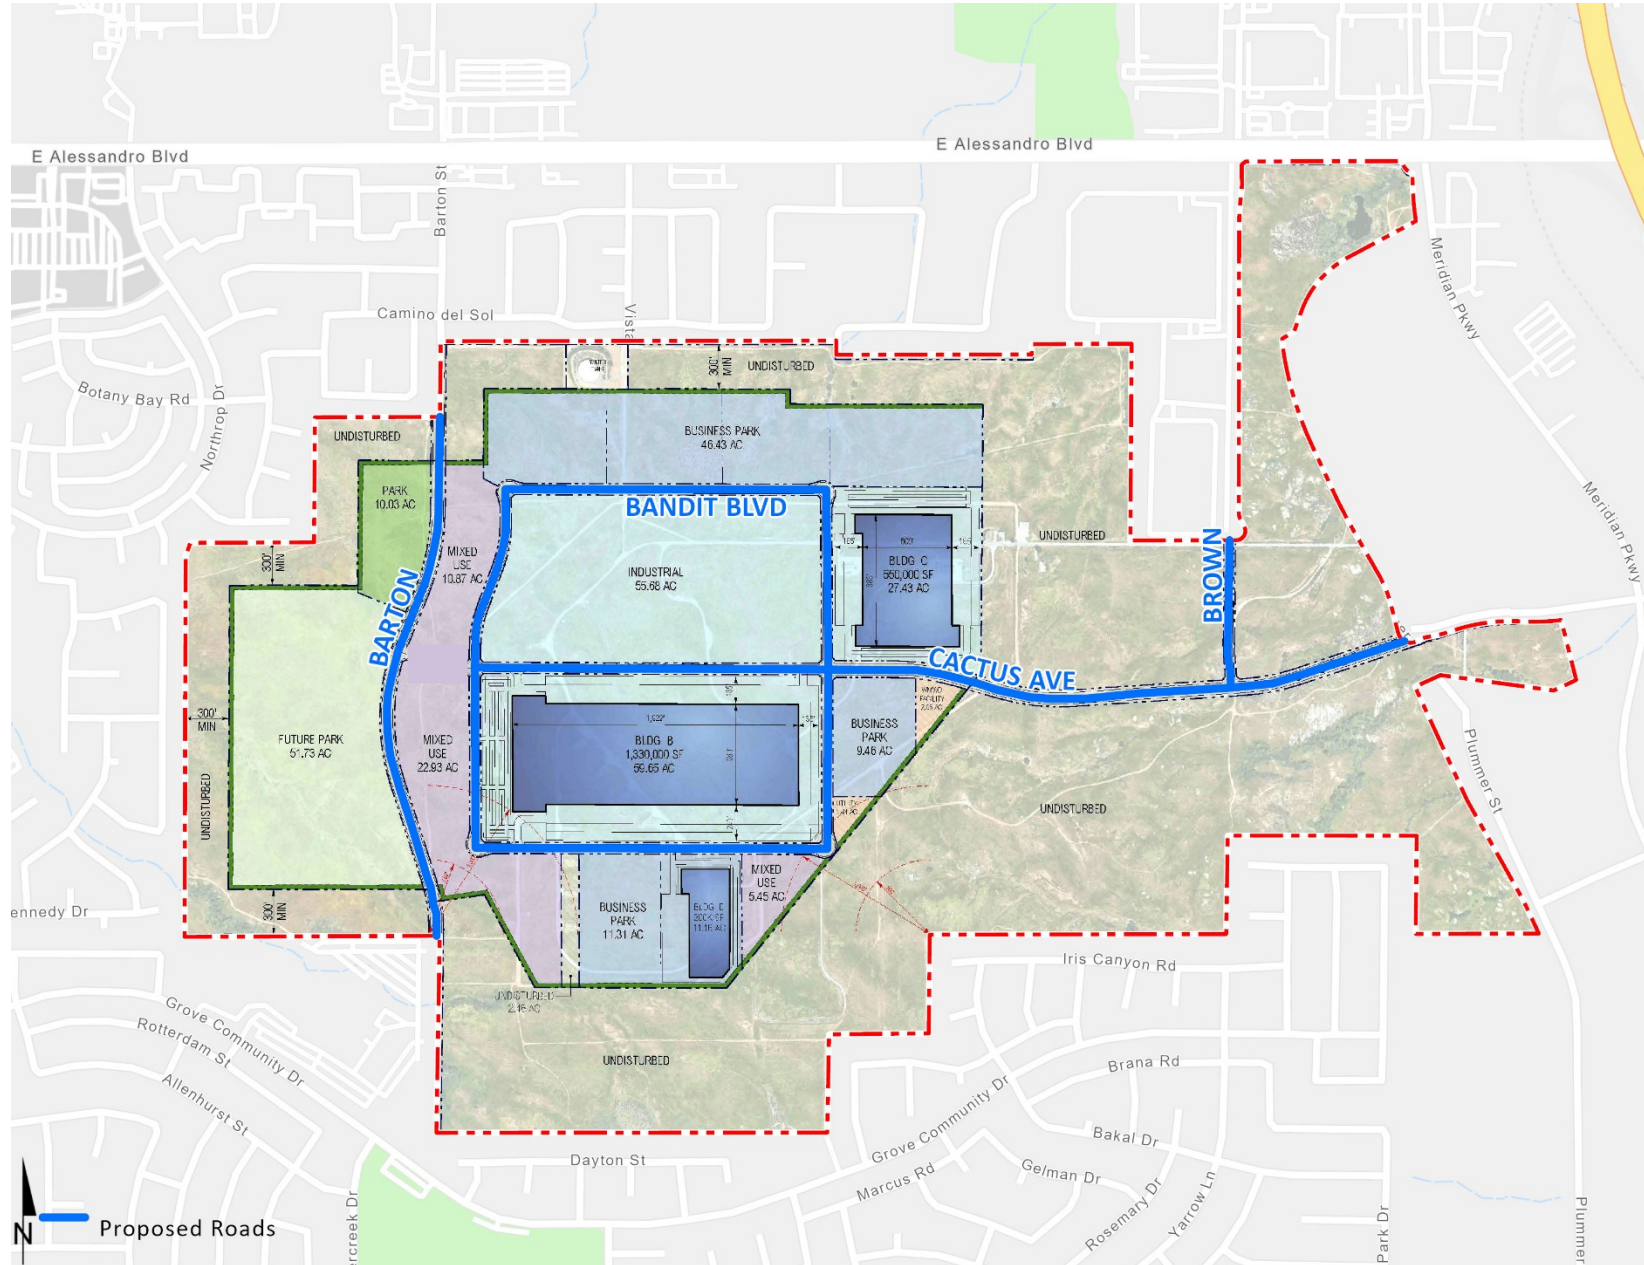 E Alessandro Blvd
E Alessandro Blvd
Barton St
Meridian Pkwy
Camino del Sol
Vista
300'
MIN
UNDISTURBED
Botany Bay Rd
Northrop Dr
UNDISTURBED
BUSINESS PARK
46.43 AC
PARK
10.03 AC
BANDIT BLVD
Meridian Pkwy
MIXED
USE
10.87 AC
300'
MIN
INDUSTRIAL
55.68 AC
BLDG C
550,000 SF
27.43 AC
UNDISTURBED
BROWN
BARTON
CACTUS AVE
300'
MIN
FUTURE PARK
51.73 AC
MIXED
USE
22.93 AC
BLDG B
1,330,000 SF
59.65 AC
BUSINESS
PARK
9.46 AC
FACILITY
Plummer St
UNDISTURBED
UNDISTURBED
MIXED
USE
5.45 AC
300'
MIN
ennedy Dr
BUSINESS
PARK
11.31 AC
Iris Canyon Rd
UNDISTURBED
2.46 AC
Grove Community Dr
Rotterdam St
Allenhurst St
UNDISTURBED
Brana Rd
Grove Community Dr
Bakal Dr
Dayton St
Marcus Rd
Gelman Dr
Rosemary Dr
Yarrow Ln
ercreek Dr
Park Dr
Plummer
N
Proposed Roads